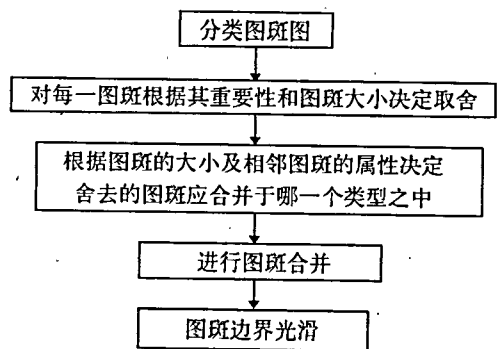 分类图斑图
对每一图斑根据其重要性和图斑大小决定取舍
根据图斑的大小及相邻图斑的属性决定
舍去的图斑应合并于哪一个类型之中
进行图斑合并
图斑边界光滑